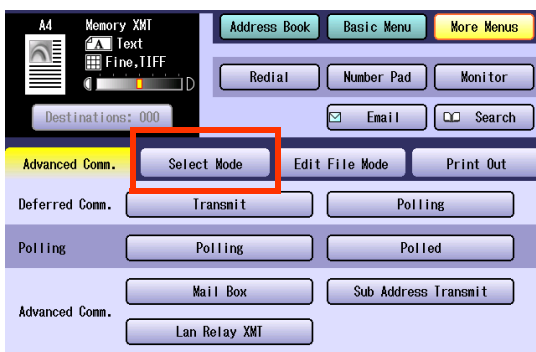 A4 Memory XMT
A Text
Fine,TIFF
D
Destinations: 000
Address Book Basic Menu More Menus
Redial Number Pad Monitor
Email Search
Advanced Comm. Select Mode Edit File Mode Print Out
Deferred Comm. Transmit Polling
Polling Polling Polled
Advanced Comm. Mail Box Sub Address Transmit
Lan Relay XMT